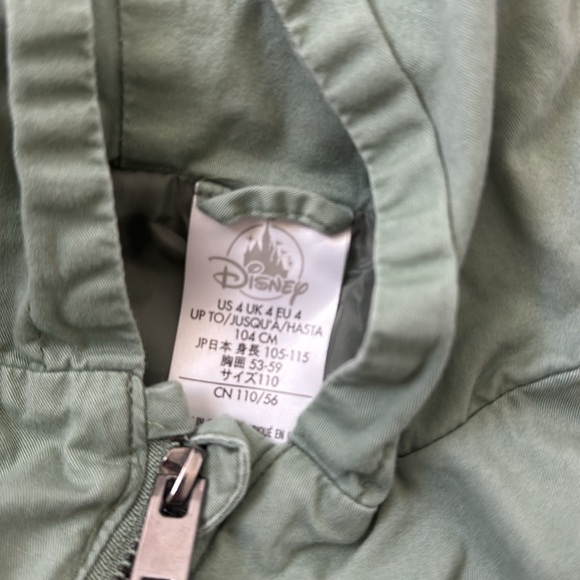 Disney
US 4 UK 4 EU 4
UP TO/JUSQU'À/HASTA
104 CM
JP日本 身長 105-115
胸囲 53-59
サイズ110
CN 110/56